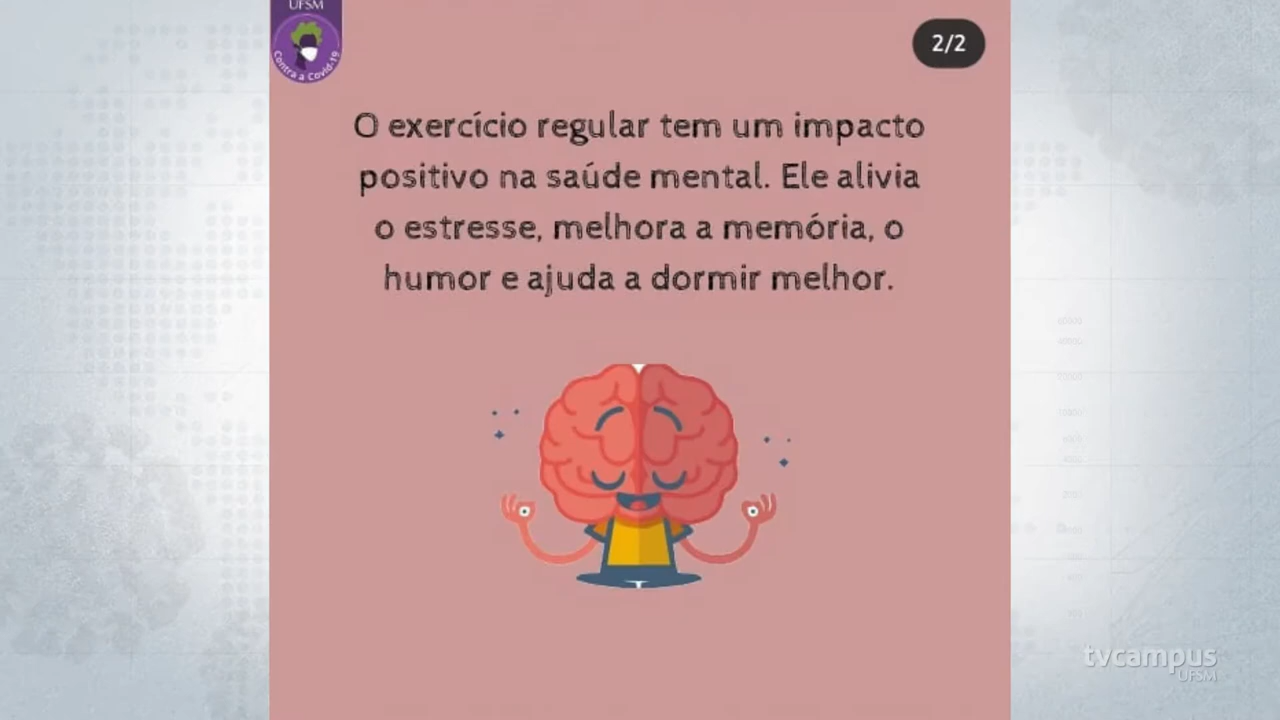 UFSM
Contra a Covid-19
2/2
O exercício regular tem um impacto
positivo na saúde mental. Ele alivia
o estresse, melhora a memória, o
humor e ajuda a dormir melhor.
tvcampus
UFSM